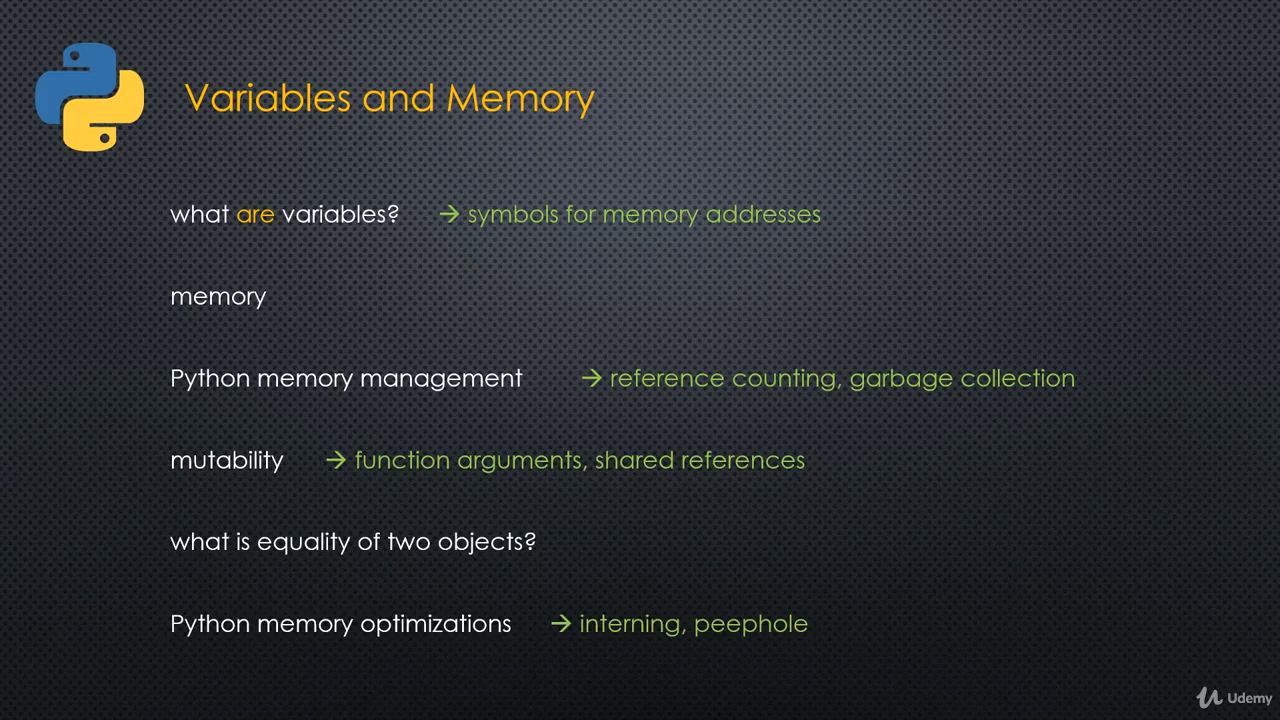 Variables and Memory
what are variables? → symbols for memory addresses
memory
Python memory management → reference counting, garbage collection
mutability → function arguments, shared references
what is equality of two objects?
Python memory optimizations → interning, peephole
Udemy